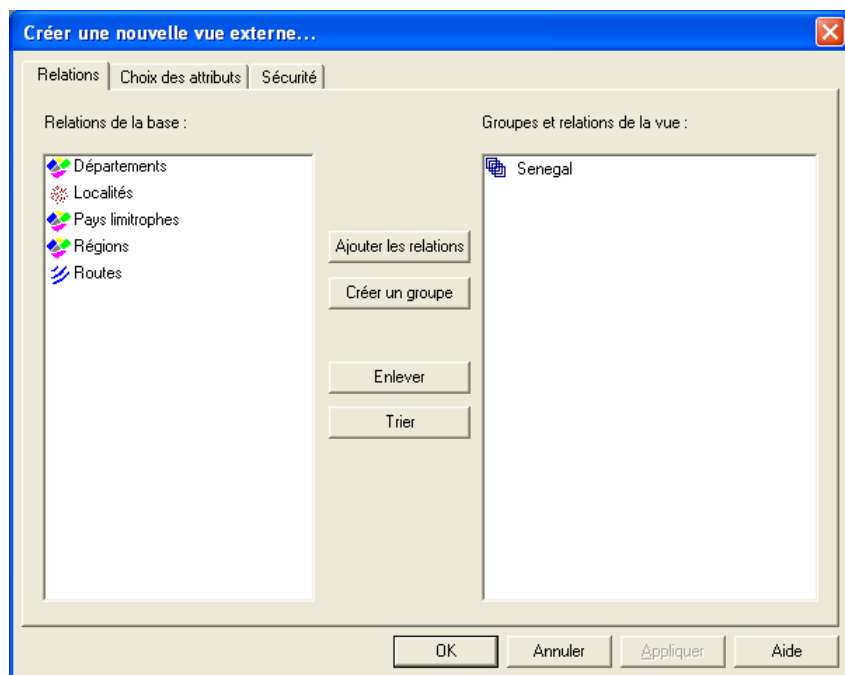 Créer une nouvelle vue externe...
Relations
Choix des attributs
Sécurité
Relations de la base :
Groupes et relations de la vue :
Départements
Localités
Pays limitrophes
Régions
Routes
Ajouter les relations
Créer un groupe
Enlever
Trier
Senegal
OK
Annuler
Appliquer
Aide